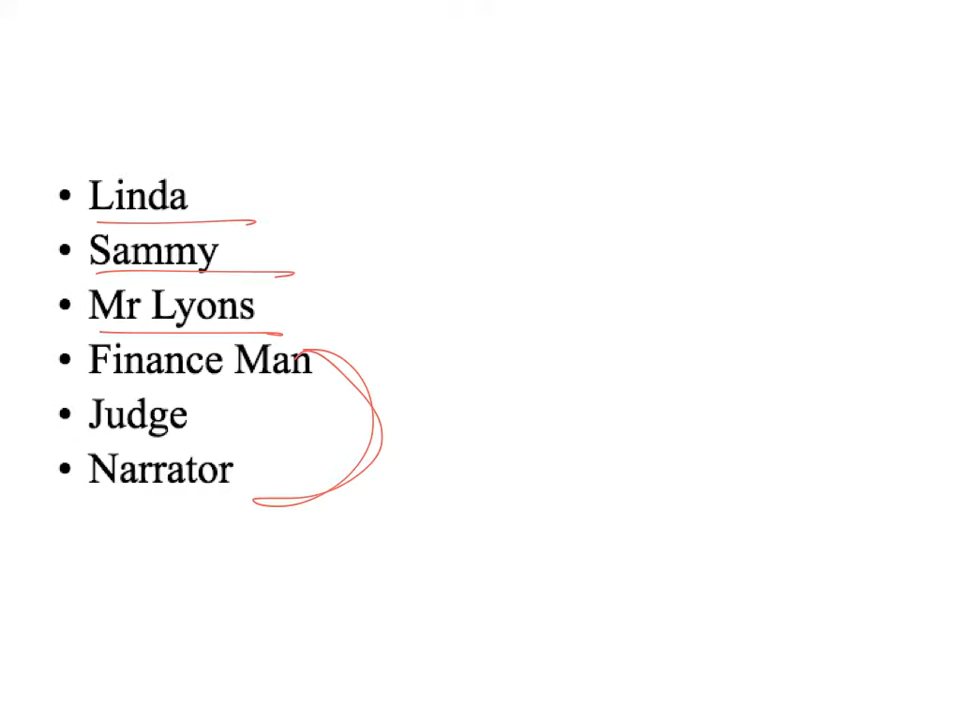 • Linda
• Sammy
• Mr Lyons
• Finance Man
• Judge
• Narrator